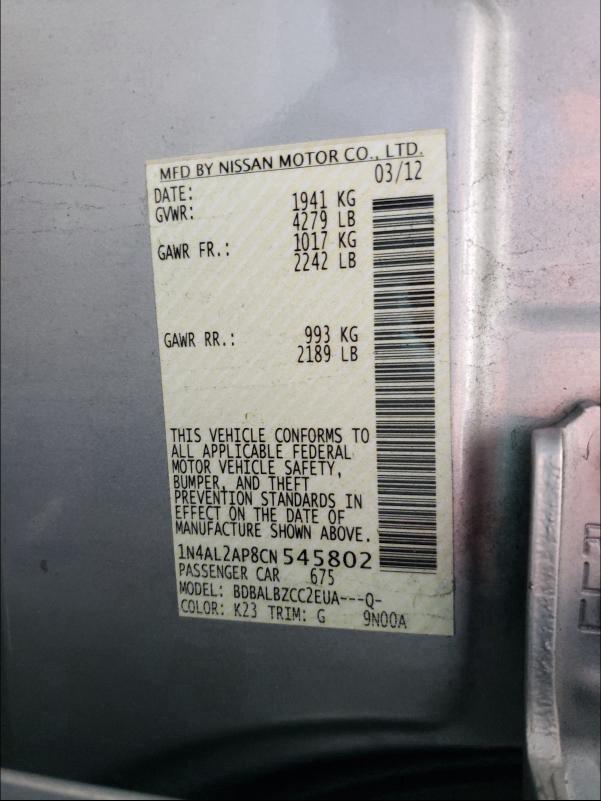 MFD BY NISSAN MOTOR CO., LTD.
DATE: 03/12
GVWR: 1941 KG
4279 LB
GAWR FR.: 1017 KG
2242 LB
GAWR RR.: 993 KG
2189 LB
THIS VEHICLE CONFORMS TO
ALL APPLICABLE FEDERAL
MOTOR VEHICLE SAFETY,
BUMPER, AND THEFT
PREVENTION STANDARDS IN
EFFECT ON THE DATE OF
MANUFACTURE SHOWN ABOVE.
1N4AL2AP8CN 545802
PASSENGER CAR 675
MODEL: BDBALBZCC2EUA---Q-
COLOR: K23 TRIM: G 9N00A